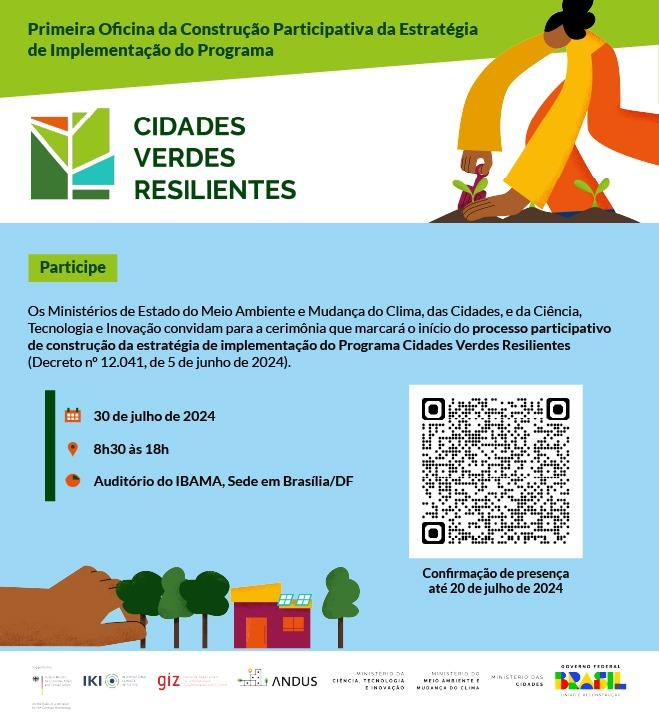 Primeira Oficina da Construção Participativa da Estratégia
de Implementação do Programa
CIDADES
VERDES
RESILIENTES
Participe
Os Ministérios de Estado do Meio Ambiente e Mudança do Clima, das Cidades, e da Ciência,
Tecnologia e Inovação convidam para a cerimônia que marcará o início do processo participativo
de construção da estratégia de implementação do Programa Cidades Verdes Resilientes
(Decreto nº 12.041, de 5 de junho de 2024).
30 de julho de 2024
8h30 às 18h
Auditório do IBAMA, Sede em Brasília/DF
Confirmação de presença
até 20 de julho de 2024
IKI
giz
ANDUS
MINISTÉRIO DA
CIÊNCIA, TECNOLOGIA
E INOVAÇÃO
MINISTÉRIO DO
MEIO AMBIENTE E
MUDANÇA DO CLIMA
MINISTÉRIO DAS
CIDADES
GOVERNO FEDERAL
BRASIL
UNIÃO E RECONSTRUÇÃO